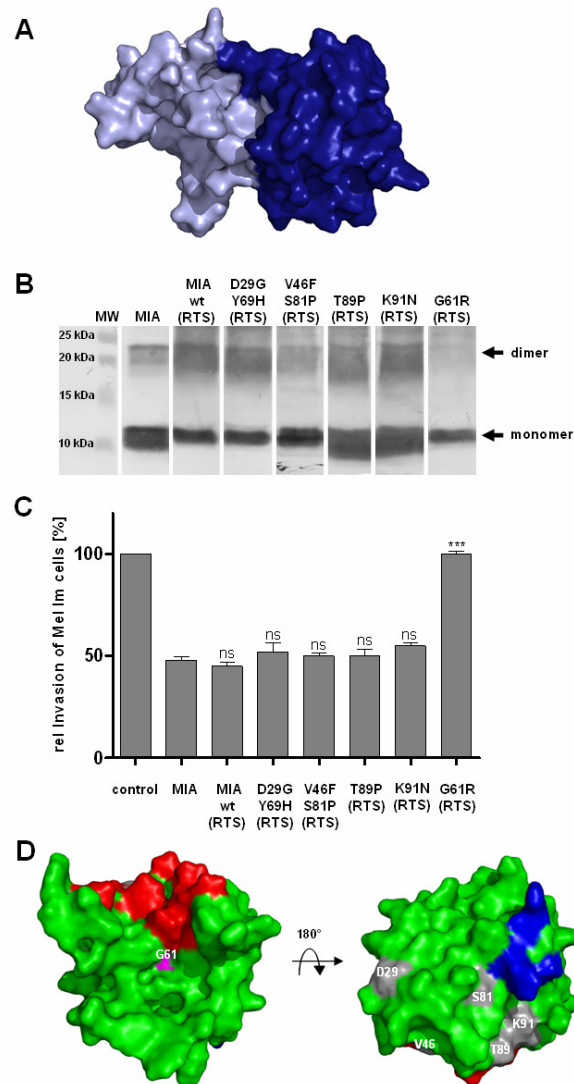 A
B
MW
MIA
MIA
wt
(RTS)
D29G
Y69H
(RTS)
V46F
S81P
(RTS)
T89P
(RTS)
K91N
(RTS)
G61R
(RTS)
25 kDa
20 kDa
15 kDa
10 kDa
dimer
monomer
C
rel Invasion of Mel Im cells [%]
100
50
0
ns
ns
ns
ns
ns
***
control
MIA
MIA
wt
(RTS)
D29G
Y69H
(RTS)
V46F
S81P
(RTS)
T89P
(RTS)
K91N
(RTS)
G61R
(RTS)
D
G61
180°
D29
S81
K91
V46
T89